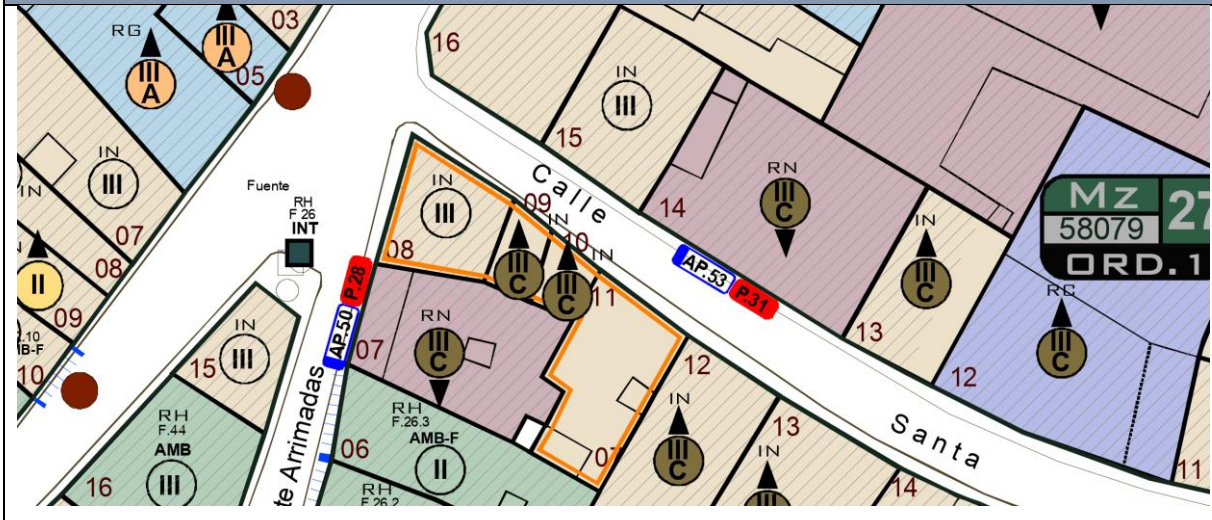 03
RG
III
A
III
A
05
16
IN
III
15
IN
III
07
Fuente
RH
F 26
INT
IN
III
08
09
IN
10
IN
11
III
C
III
C
Calle
14
RN
III
C
IN
III
C
13
Mz
58079
27
ORD.1
RC
III
C
12
IN
II
08
09
10
P.28
AP.50
AP.53
P.31
RN
III
C
07
12
IN
III
C
13
IN
III
14
Santa
11
15
IN
III
RH
F.44
AMB
III
16
te Arrimadas
06
RH
F.26.3
AMB-F
II
RH
F.26.2